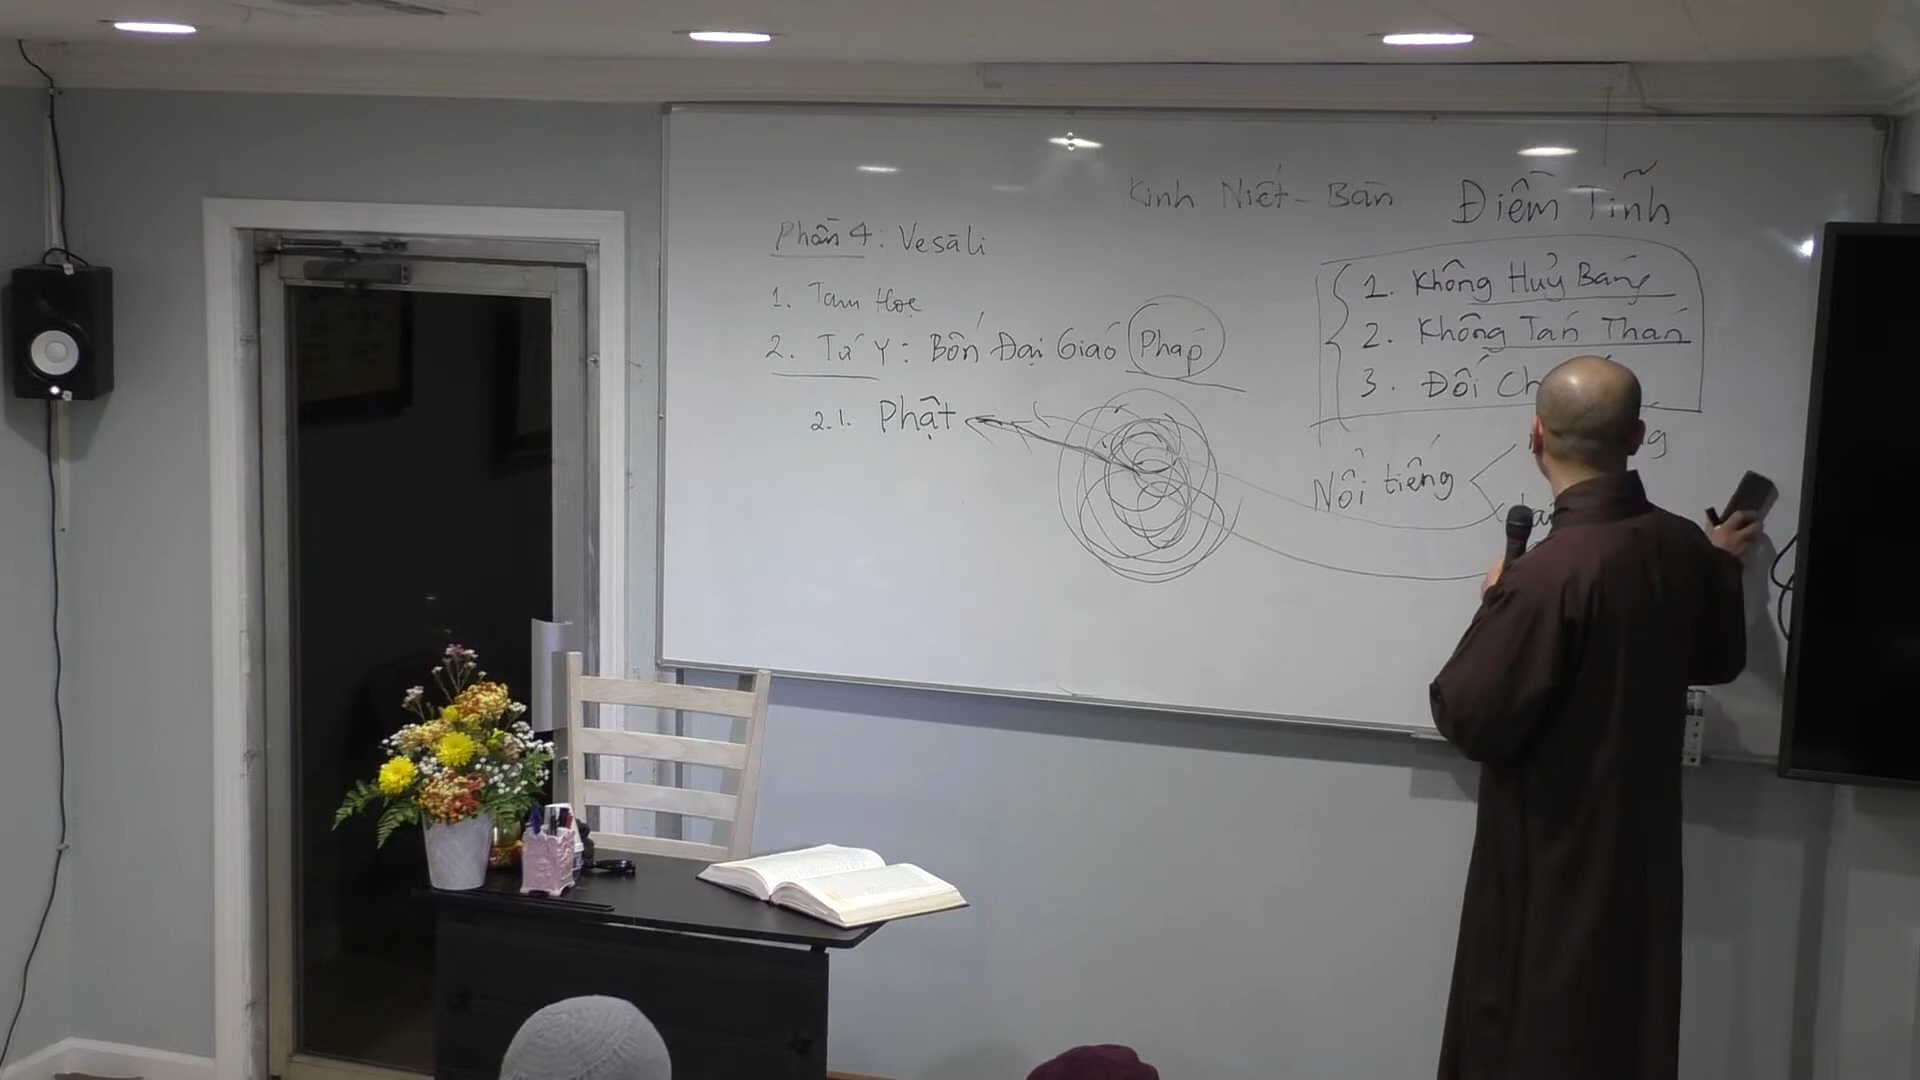 Kinh Niết-Bàn
Phần 4: Vesāli
1. Tam Học
2. Tứ Y: Bốn Đại Giáo Pháp
2.1. Phật
Điềm Tĩnh
1. Không Huỷ Báng
2. Không Tán Thán
3. Đối
Nổi tiếng